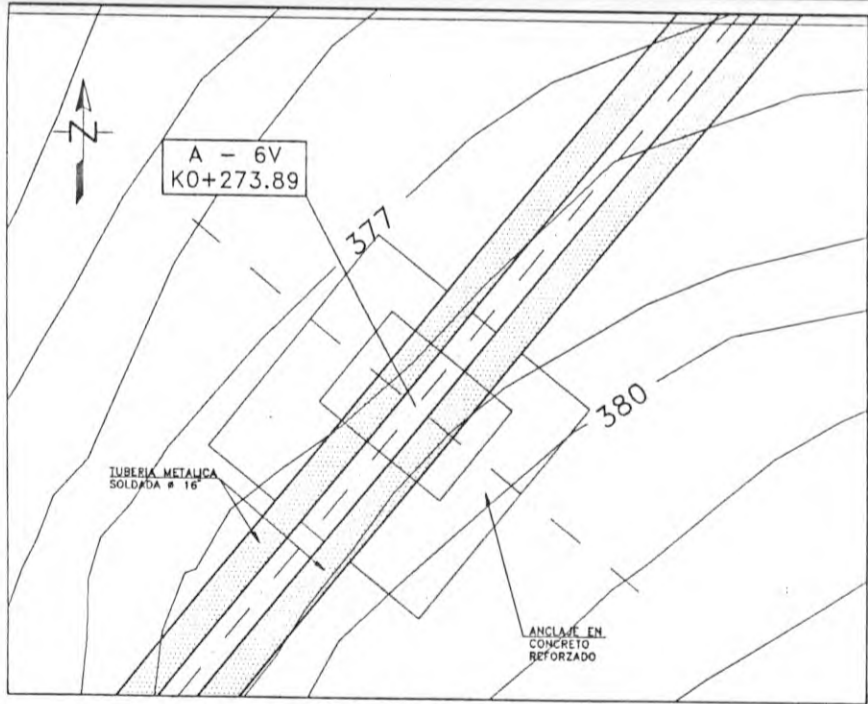 N
A - 6V
K0+273.89
377
380
TUBERIA METALICA
SOLDADA ø 16"
ANCLAJE EN
CONCRETO
REFORZADO